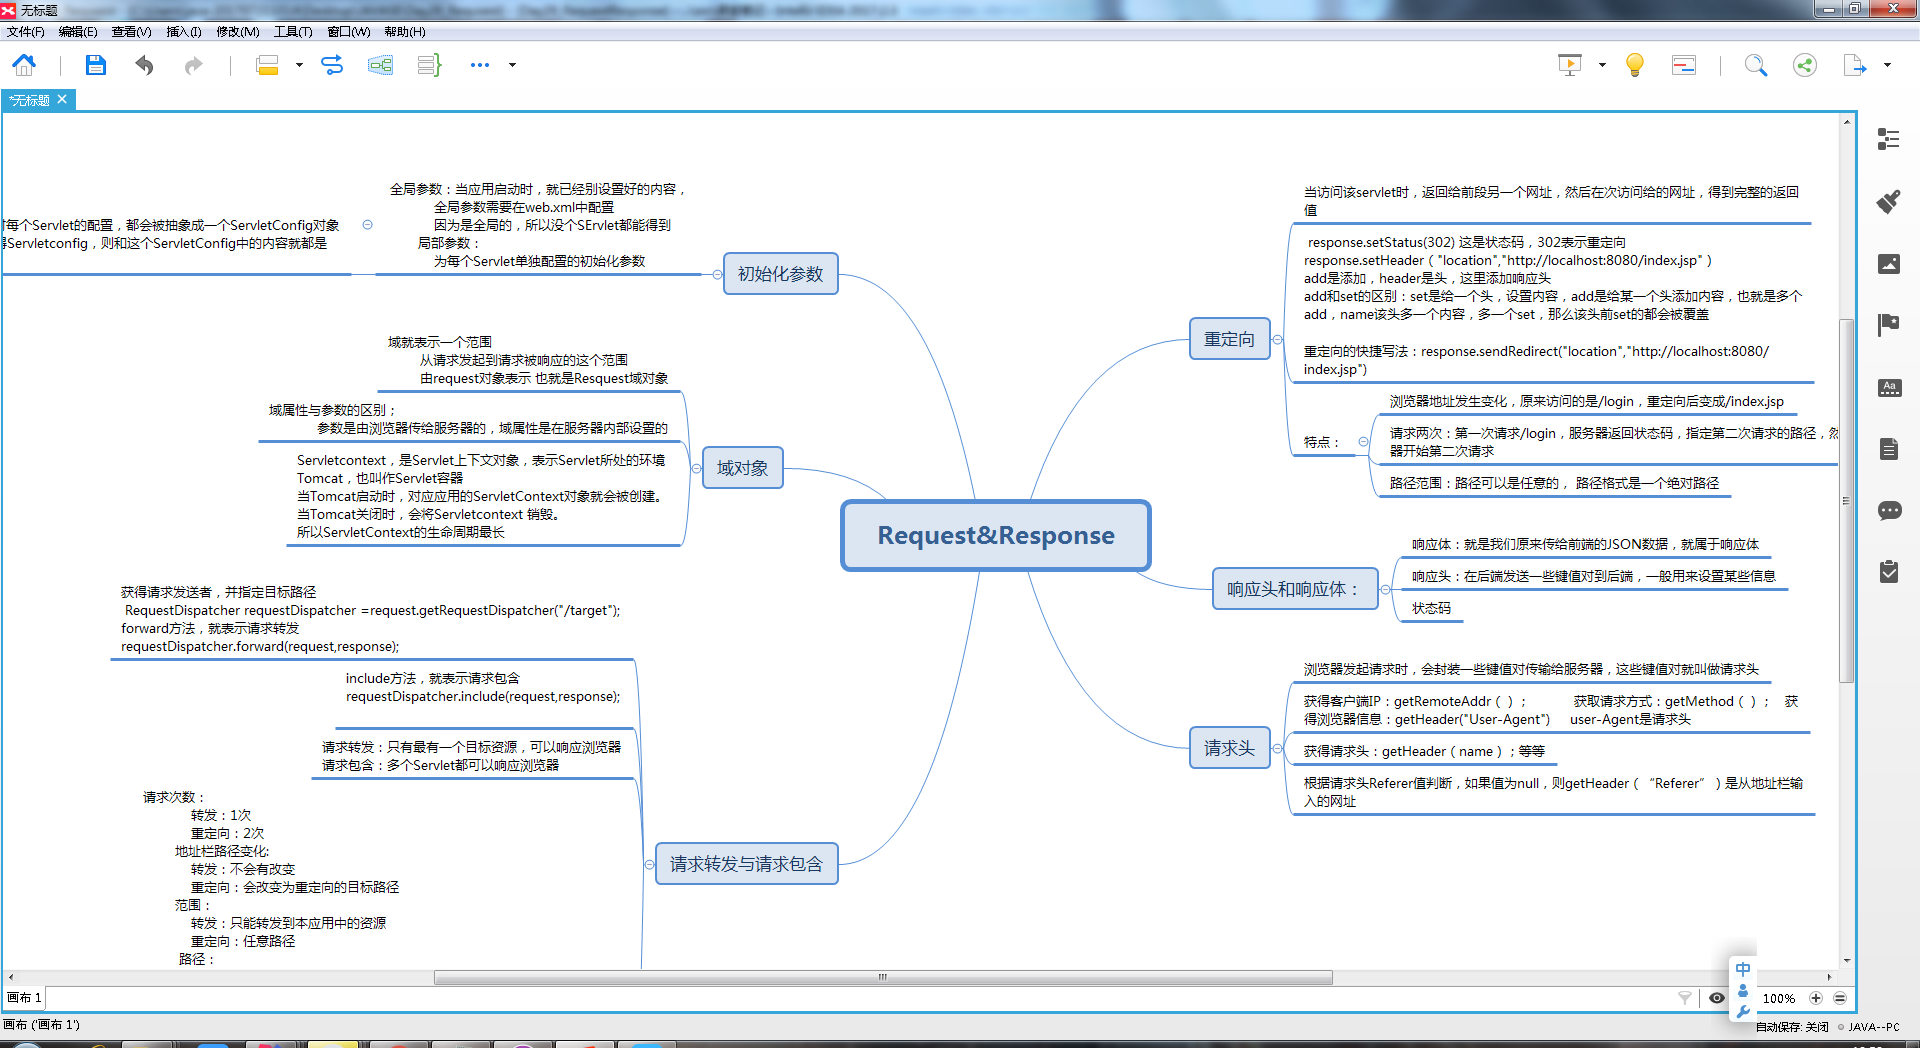 无标题
文件(F) 编辑(E) 查看(V) 插入(I) 修改(M) 工具(T) 窗口(W) 帮助(H)
*无标题
全局参数：当应用启动时，就已经别设置好的内容，
全局参数需要在web.xml中配置
因为是全局的，所以没个SErvlet都能得到
局部参数：
为每个Servlet单独配置的初始化参数
每个Servlet的配置，都会被抽象成一个ServletConfig对象
Servletconfig，则和这个ServletConfig中的内容就都是
初始化参数
域就表示一个范围
从请求发起到请求被响应的这个范围
由request对象表示 也就是Resquest域对象
域属性与参数的区别；
参数是由浏览器传给服务器的，域属性是在服务器内部设置的
Servletcontext，是Servlet上下文对象，表示Servlet所处的环境
Tomcat，也叫作Servlet容器
当Tomcat启动时，对应应用的ServletContext对象就会被创建。
当Tomcat关闭时，会将Servletcontext 销毁。
所以ServletContext的生命周期最长
域对象
Request&Response
获得请求发送者，并指定目标路径
RequestDispatcher requestDispatcher =request.getRequestDispatcher("/target");
forward方法，就表示请求转发
requestDispatcher.forward(request,response);
include方法，就表示请求包含
requestDispatcher.include(request,response);
请求转发：只有最有一个目标资源，可以响应浏览器
请求包含：多个Servlet都可以响应浏览器
请求次数：
转发：1次
重定向：2次
地址栏路径变化:
转发：不会有改变
重定向：会改变为重定向的目标路径
范围：
转发：只能转发到本应用中的资源
重定向：任意路径
路径：
请求转发与请求包含
当访问该servlet时，返回给前段另一个网址，然后在次访问给的网址，得到完整的返回
值
response.setStatus(302) 这是状态码，302表示重定向
response.setHeader（ "location","http://localhost:8080/index.jsp" ）
add是添加，header是头，这里添加响应头
add和set的区别：set是给一个头，设置内容，add是给某一个头添加内容，也就是多个
add，name该头多一个内容，多一个set，那么该头前set的都会被覆盖
重定向的快捷写法：response.sendRedirect("location","http://localhost:8080/
index.jsp")
重定向
特点：
浏览器地址发生变化，原来访问的是/login，重定向后变成/index.jsp
请求两次：第一次请求/login，服务器返回状态码，指定第二次请求的路径，
器开始第二次请求
路径范围：路径可以是任意的， 路径格式是一个绝对路径
响应头和响应体：
响应体：就是我们原来传给前端的JSON数据，就属于响应体
响应头：在后端发送一些键值对到后端，一般用来设置某些信息
状态码
请求头
浏览器发起请求时，会封装一些键值对传输给服务器，这些键值对就叫做请求头
获得客户端IP：getRemoteAddr（ ）； 获取请求方式：getMethod（ ）； 获
得浏览器信息：getHeader("User-Agent") user-Agent是请求头
获得请求头：getHeader（name）；等等
根据请求头Referer值判断，如果值为null，则getHeader（ “Referer” ）是从地址栏输
入的网址
画布 1
中
100%
画布 ('画布 1')
自动保存: 关闭 JAVA--PC